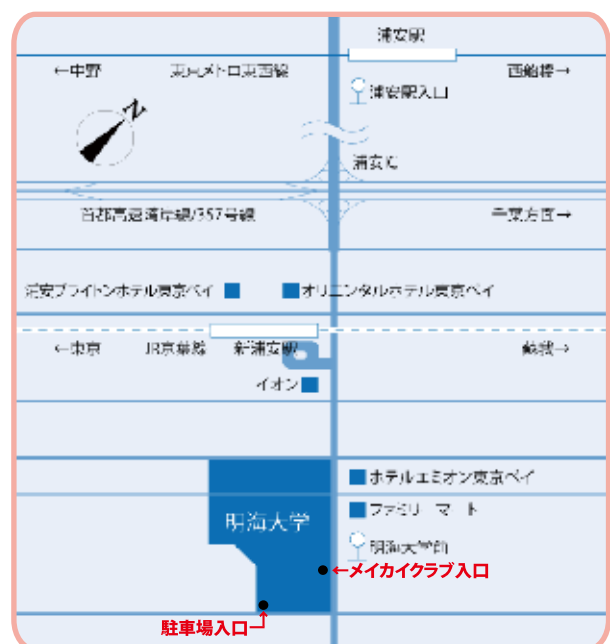 浦安駅
←中野
東京メトロ東西線
西船橋→
N
浦安駅入口
浦安IC
首都高速湾岸線/357号線
千葉方面→
浦安ブライトンホテル東京ベイ
オリエンタルホテル東京ベイ
←東京
JR京葉線
新浦安駅
蘇我→
イオン
ホテルエミオン東京ベイ
ファミリーマート
明海大学
明海大学前
←メイカイクラブ入口
駐車場入口